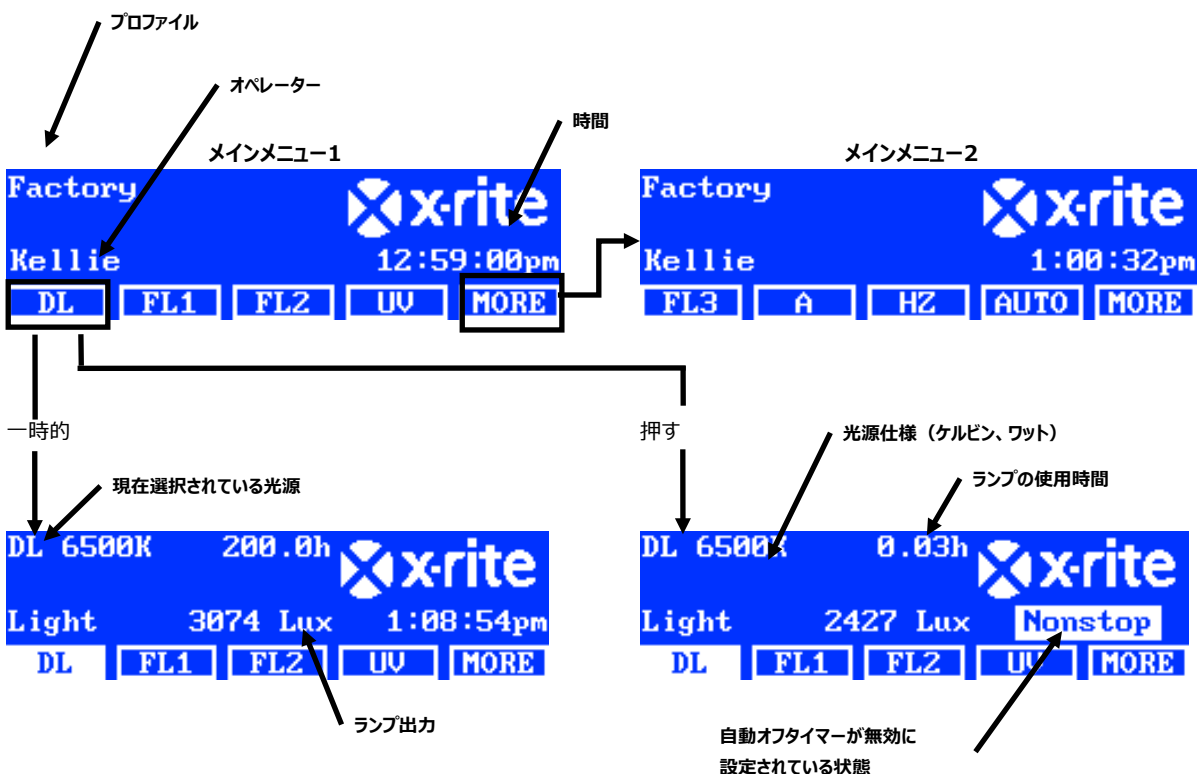 プロファイル
オペレーター
時間
メインメニュー1
Factory
x·rite
Kellie 12:59:00pm
DL FL1 FL2 UV MORE
メインメニュー2
Factory
x·rite
Kellie 1:00:32pm
FL3 A HZ AUTO MORE
一時的
押す
現在選択されている光源
光源仕様（ケルビン、ワット）
ランプの使用時間
DL 6500K 200.0h
x·rite
Light 3074 Lux 1:08:54pm
DL FL1 FL2 UV MORE
ランプ出力
DL 6500K 0.03h
x·rite
Light 2427 Lux Nonstop
DL FL1 FL2 UV MORE
自動オフタイマーが無効に
設定されている状態